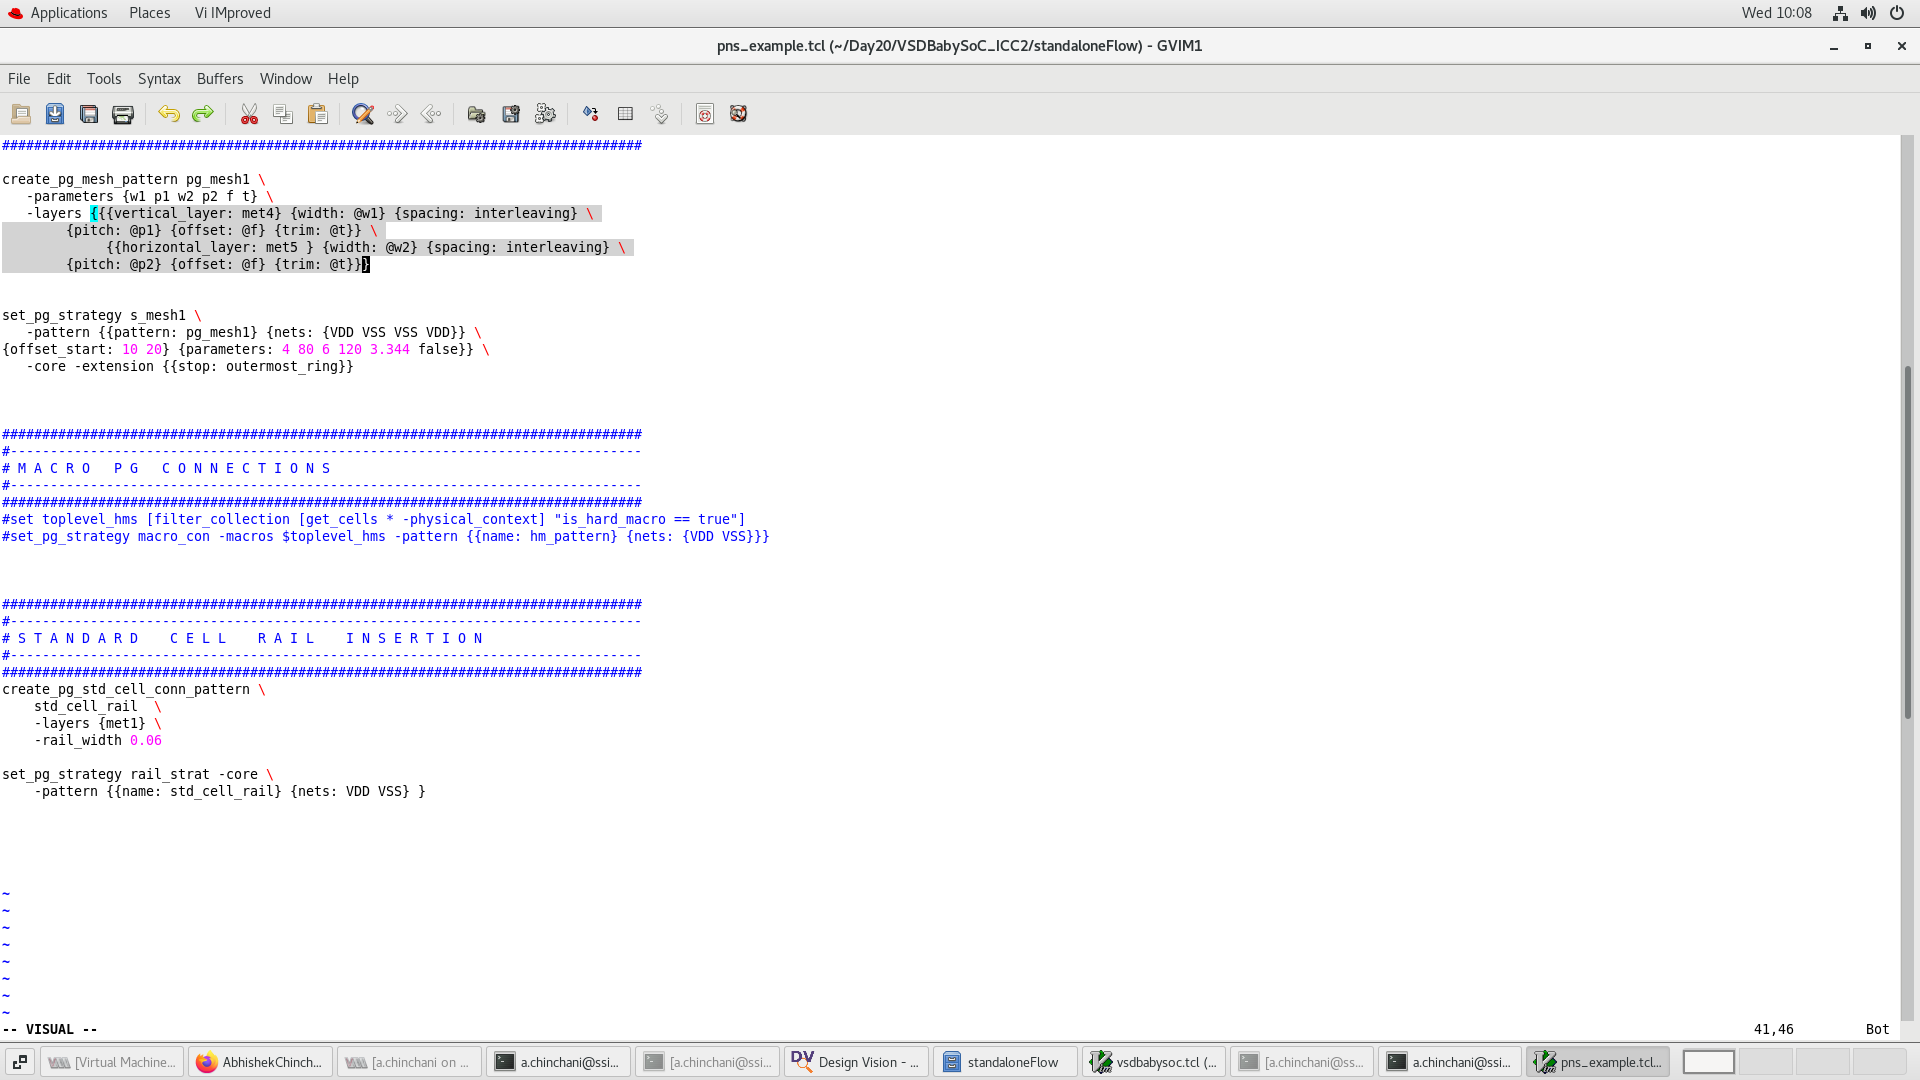 Applications Places Vi IMproved Wed 10:08
pns_example.tcl (~/Day20/VSDBabySoC_ICC2/standaloneFlow) - GVIM1
File Edit Tools Syntax Buffers Window Help
################################################################################
create_pg_mesh_pattern pg_mesh1 \
-parameters {w1 p1 w2 p2 f t} \
-layers {{{vertical_layer: met4} {width: @w1} {spacing: interleaving} \
{pitch: @p1} {offset: @f} {trim: @t}} \
{{horizontal_layer: met5 } {width: @w2} {spacing: interleaving} \
{pitch: @p2} {offset: @f} {trim: @t}}}
set_pg_strategy s_mesh1 \
-pattern {{pattern: pg_mesh1} {nets: {VDD VSS VSS VDD}} \
{offset_start: 10 20} {parameters: 4 80 6 120 3.344 false}} \
-core -extension {{stop: outermost_ring}}
################################################################################
#-------------------------------------------------------------------------------
# M A C R O   P G   C O N N E C T I O N S
#-------------------------------------------------------------------------------
################################################################################
#set toplevel_hms [filter_collection [get_cells * -physical_context] "is_hard_macro == true"]
#set_pg_strategy macro_con -macros $toplevel_hms -pattern {{name: hm_pattern} {nets: {VDD VSS}}}
################################################################################
#-------------------------------------------------------------------------------
# S T A N D A R D    C E L L    R A I L    I N S E R T I O N
#-------------------------------------------------------------------------------
################################################################################
create_pg_std_cell_conn_pattern \
std_cell_rail  \
-layers {met1} \
-rail_width 0.06
set_pg_strategy rail_strat -core \
-pattern {{name: std_cell_rail} {nets: VDD VSS} }
~
~
~
~
~
~
~
~
-- VISUAL -- 41,46 Bot
[Virtual Machine... AbhishekChinch... [a.chinchani on ... a.chinchani@ssi... [a.chinchani@ssi... Design Vision - ... standaloneFlow vsdbabysoc.tcl (... [a.chinchani@ss... a.chinchani@ssi... pns_example.tcl...